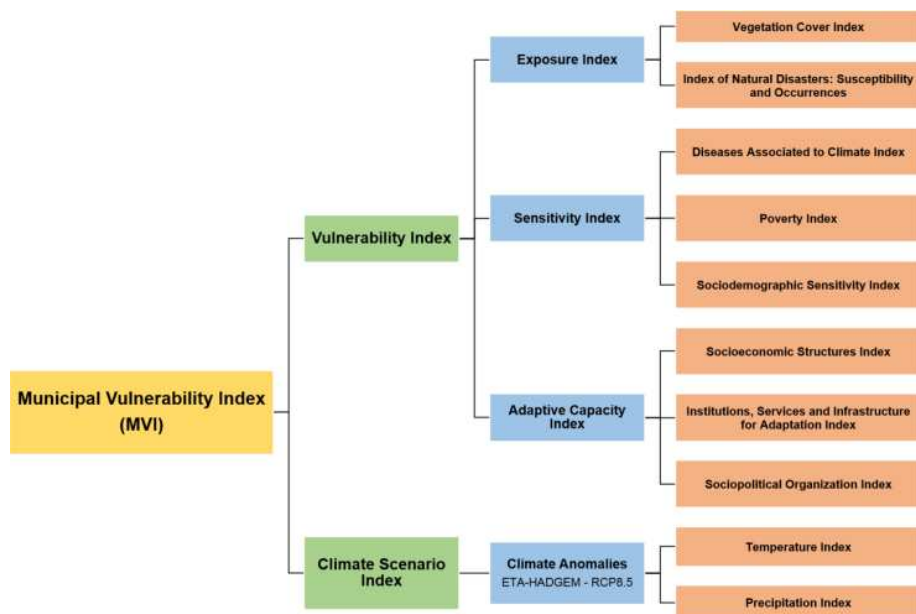 Municipal Vulnerability Index
(MVI)
Vulnerability Index
Climate Scenario
Index
Exposure Index
Sensitivity Index
Adaptive Capacity
Index
Climate Anomalies
ETA-HADGEM - RCP8.5
Vegetation Cover Index
Index of Natural Disasters: Susceptibility
and Occurrences
Diseases Associated to Climate Index
Poverty Index
Sociodemographic Sensitivity Index
Socioeconomic Structures Index
Institutions, Services and Infrastructure
for Adaptation Index
Sociopolitical Organization Index
Temperature Index
Precipitation Index